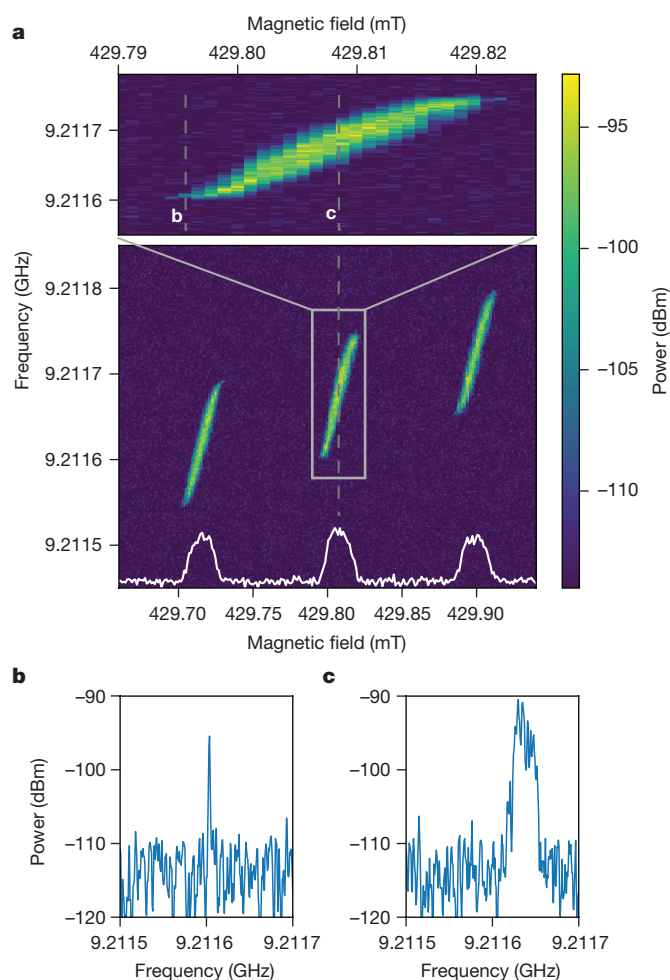 a
Magnetic field (mT)
429.79 429.80 429.81 429.82
9.2117
9.2116
b
c
9.2118
9.2117
9.2116
9.2115
Frequency (GHz)
429.70 429.75 429.80 429.85 429.90
Magnetic field (mT)
−95
−100
−105
−110
Power (dBm)
b
−90
−100
−110
−120
Power (dBm)
9.2115 9.2116 9.2117
Frequency (GHz)
c
−90
−100
−110
−120
9.2115 9.2116 9.2117
Frequency (GHz)